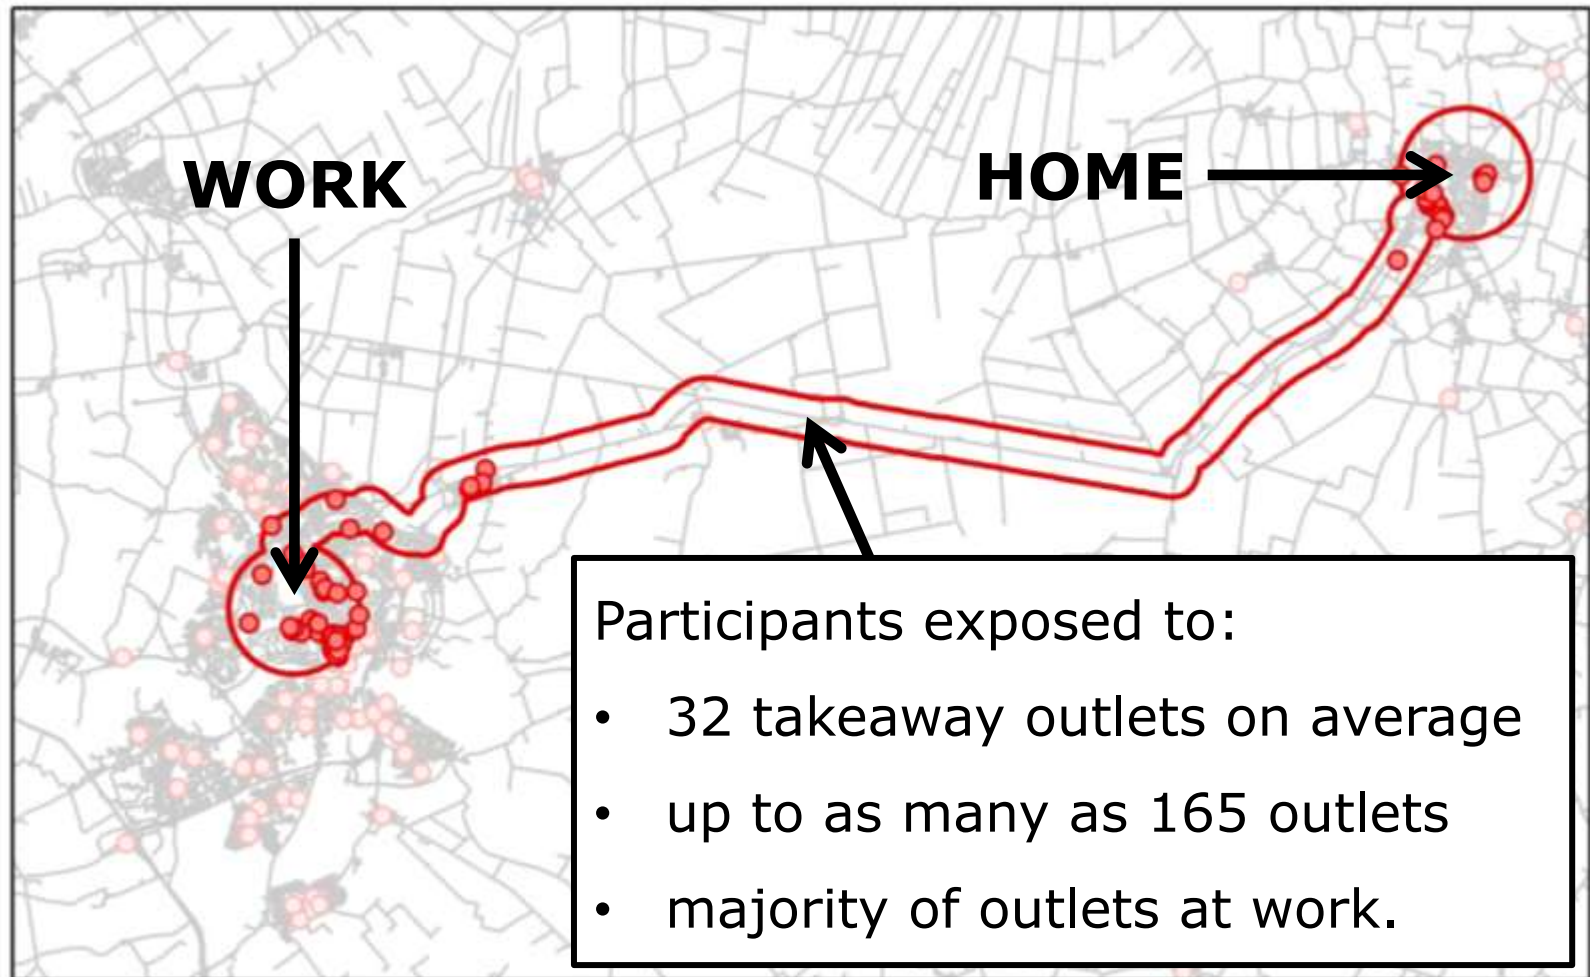 WORK
HOME
Participants exposed to:
• 32 takeaway outlets on average
• up to as many as 165 outlets
• majority of outlets at work.